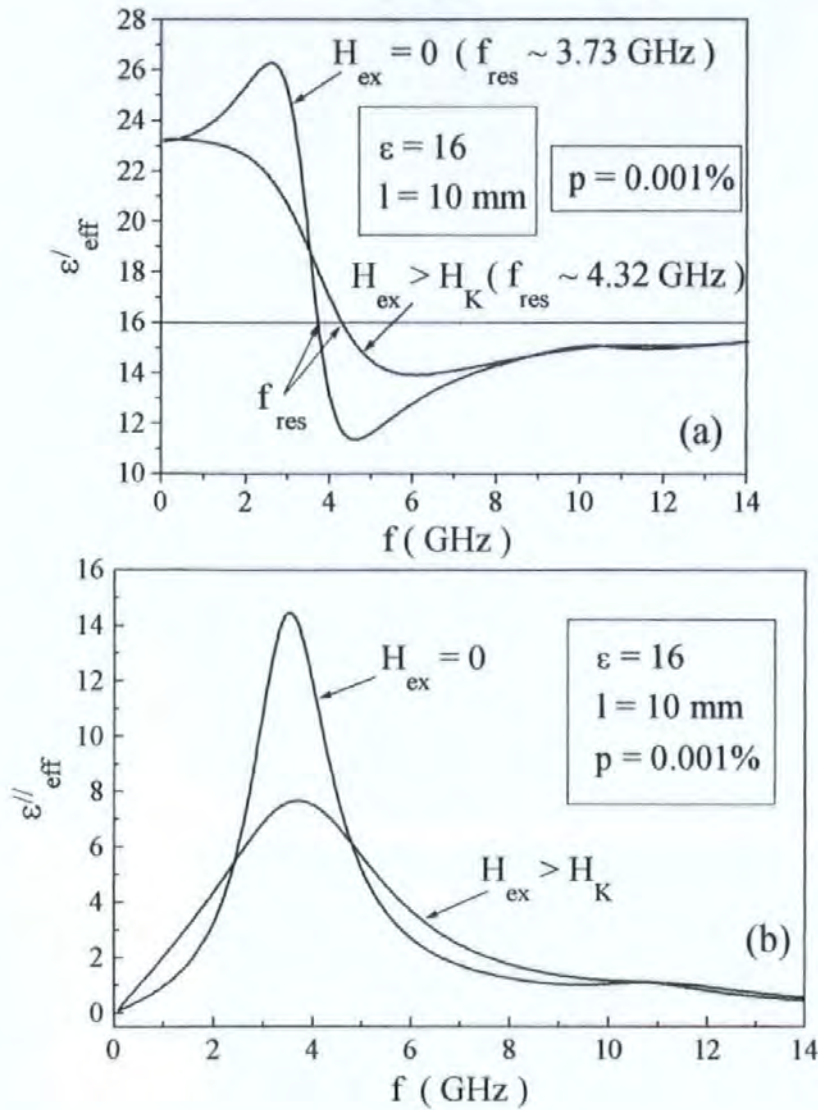 28
26
24
22
20
18
16
14
12
10
ε/eff
H ex = 0 ( f res ~ 3.73 GHz )
ε = 16
l = 10 mm
p = 0.001%
H ex > H K ( f res ~ 4.32 GHz )
f res
(a)
0 2 4 6 8 10 12 14
f ( GHz )
16
14
12
10
8
6
4
2
0
ε//eff
H ex = 0
ε = 16
l = 10 mm
p = 0.001%
H ex > H K
(b)
0 2 4 6 8 10 12 14
f ( GHz )